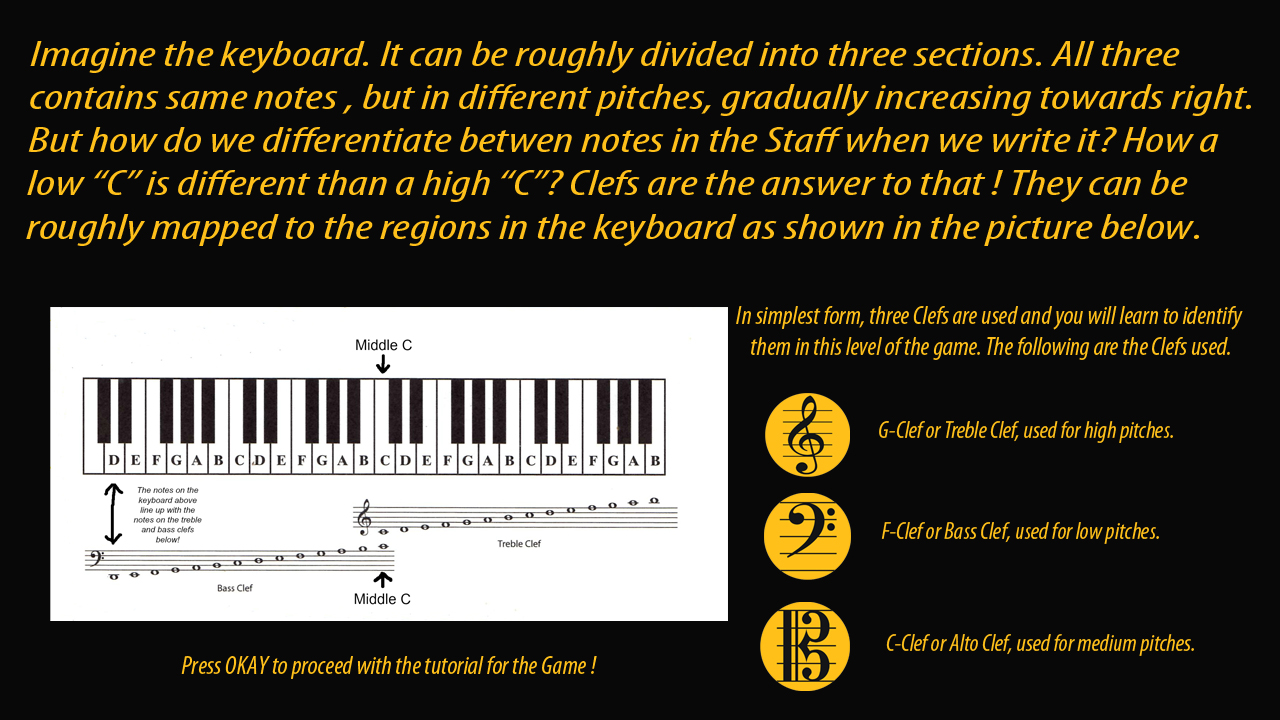 Imagine the keyboard. It can be roughly divided into three sections. All three
contains same notes , but in different pitches, gradually increasing towards right.
But how do we differentiate betwen notes in the Staff when we write it? How a
low “C” is different than a high “C”? Clefs are the answer to that ! They can be
roughly mapped to the regions in the keyboard as shown in the picture below.
In simplest form, three Clefs are used and you will learn to identify
them in this level of the game. The following are the Clefs used.
Middle C
D E F G A B C D E F G A B C D E F G A B C D E F G A B
The notes on the
keyboard above
line up with the
notes on the treble
and bass clefs
below!
Treble Clef
Bass Clef
Middle C
G-Clef or Treble Clef, used for high pitches.
F-Clef or Bass Clef, used for low pitches.
C-Clef or Alto Clef, used for medium pitches.
Press OKAY to proceed with the tutorial for the Game !